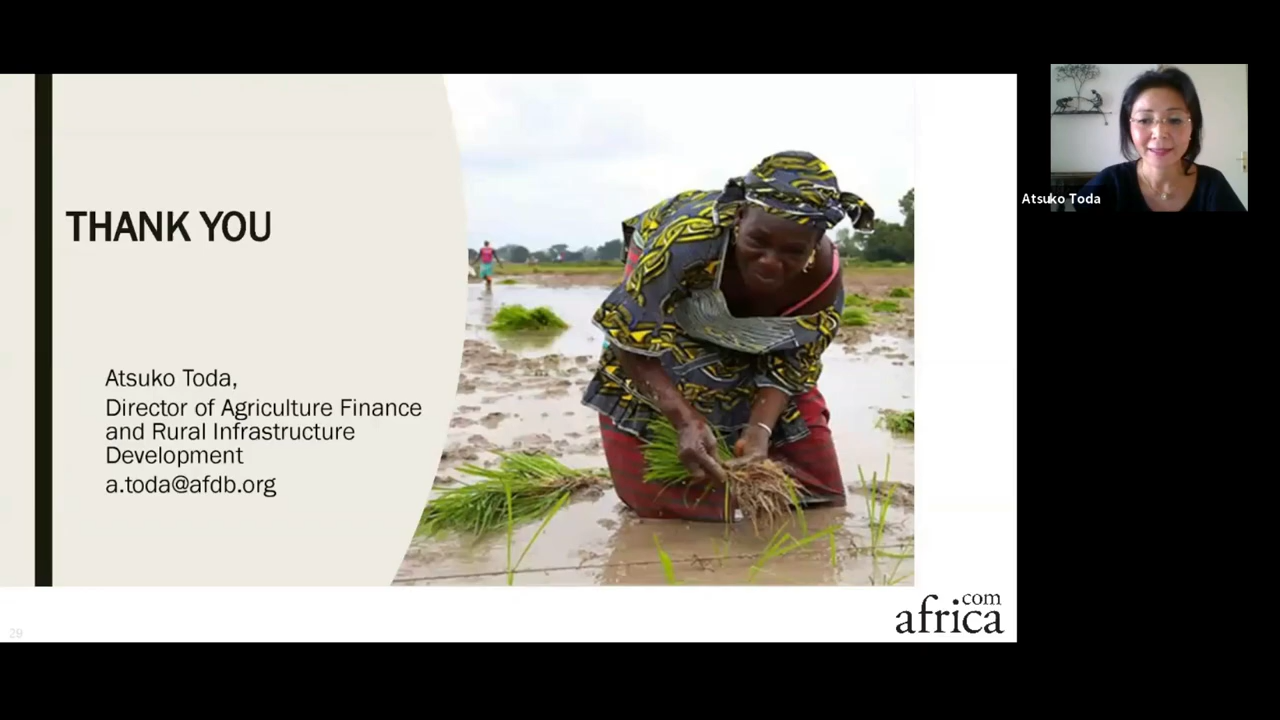 THANK YOU
Atsuko Toda,
Director of Agriculture Finance
and Rural Infrastructure
Development
a.toda@afdb.org
Atsuko Toda
africa.com
29